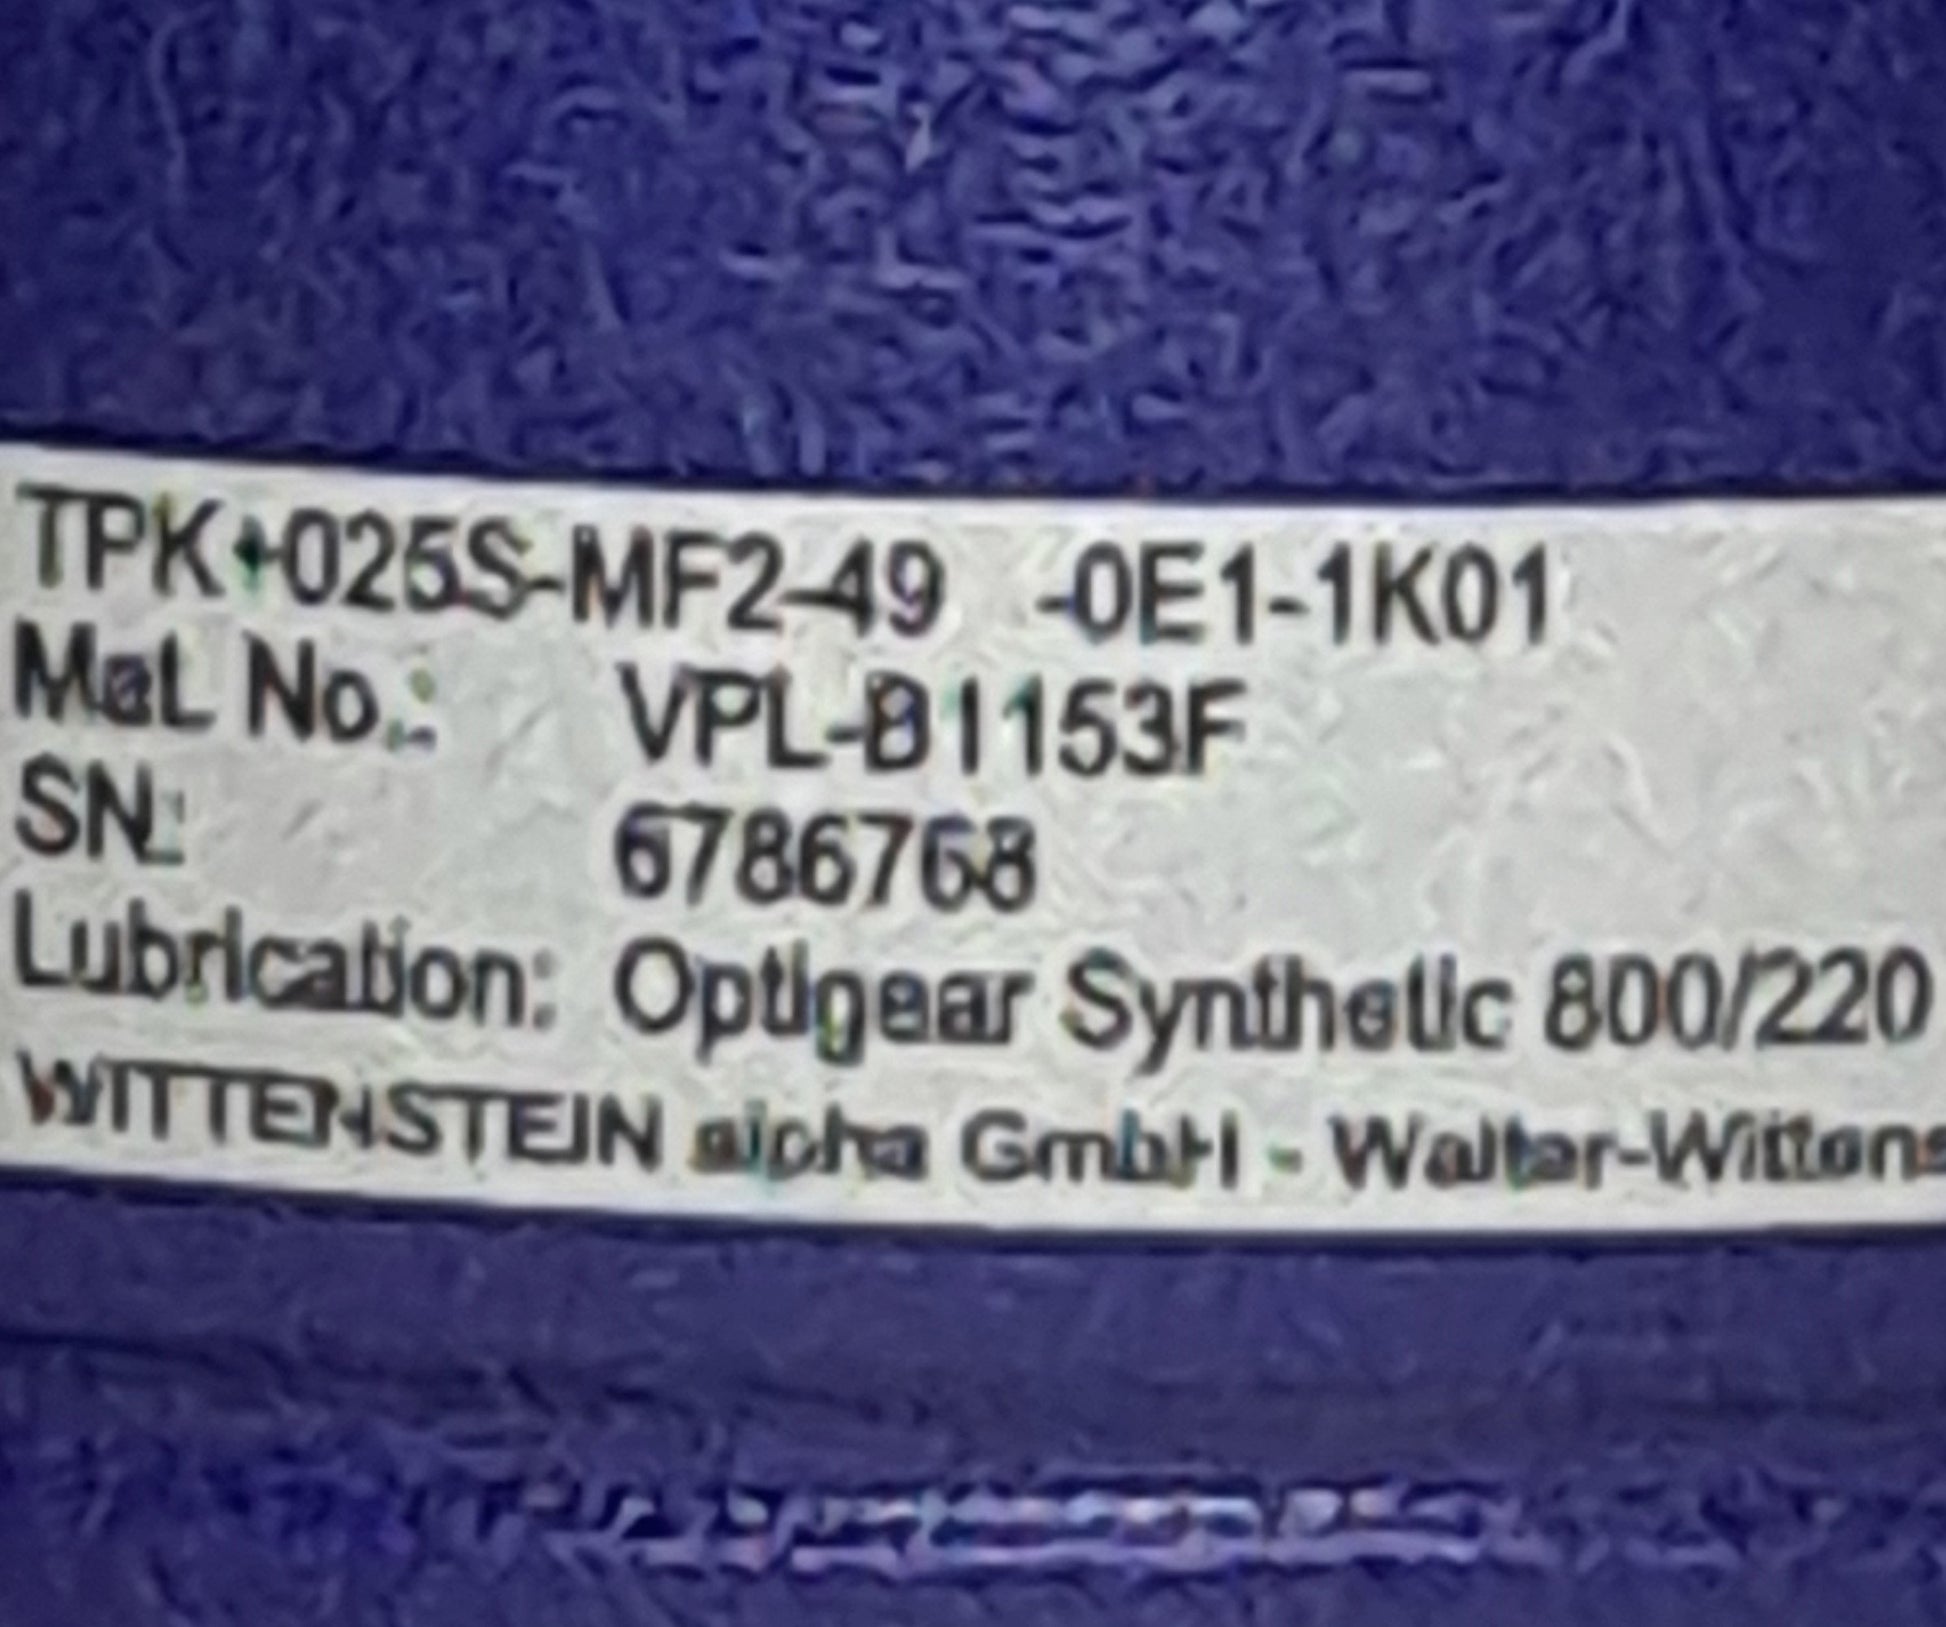 TPK+025S-MF2-49 -0E1-1K01
Mat. No.: VPL-B1153F
SN: 6786768
Lubrication: Optigear Synthetic 800/220
WITTENSTEIN alpha GmbH - Walter-Wittens